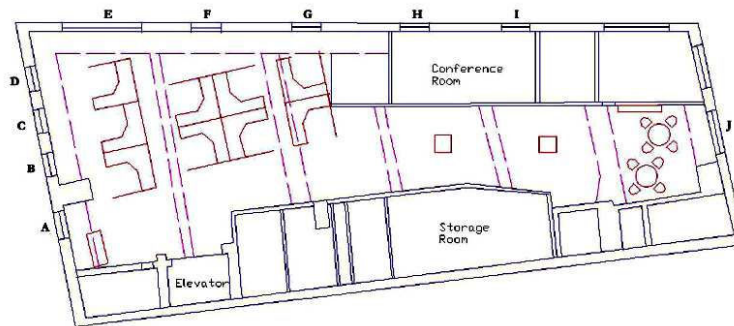 E F G H I
D
Conference
Room
C
J
B
A
Storage
Room
Elevator